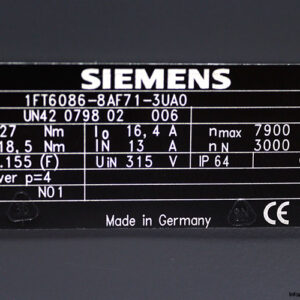 SIEMENS
1FT6086-8AF71-3UA0
UN42 0798 02 006
27 Nm I0 16,4 A nmax 7900
18,5 Nm IN 13 A nN 3000
.155 (F) UiN 315 V IP 64
ver p=4
N01
Made in Germany CE